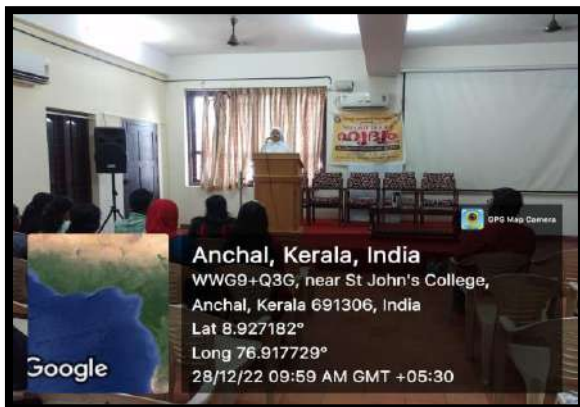 ഹൃദ്യം
GPS Map Camera
Anchal, Kerala, India
WWG9+Q3G, near St John's College,
Anchal, Kerala 691306, India
Lat 8.927182°
Long 76.917729°
28/12/22 09:59 AM GMT +05:30
Google